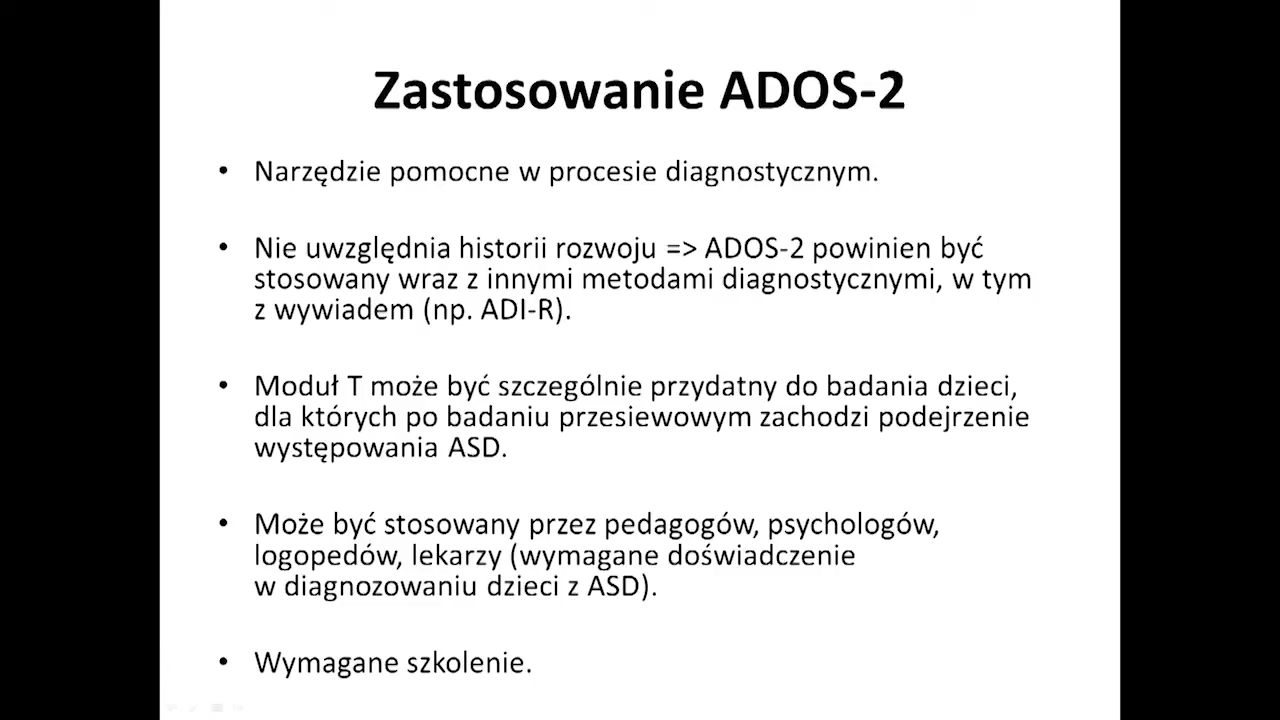 Zastosowanie ADOS-2
• Narzędzie pomocne w procesie diagnostycznym.
• Nie uwzględnia historii rozwoju => ADOS-2 powinien być
stosowany wraz z innymi metodami diagnostycznymi, w tym
z wywiadem (np. ADI-R).
• Moduł T może być szczególnie przydatny do badania dzieci,
dla których po badaniu przesiewowym zachodzi podejrzenie
występowania ASD.
• Może być stosowany przez pedagogów, psychologów,
logopedów, lekarzy (wymagane doświadczenie
w diagnozowaniu dzieci z ASD).
• Wymagane szkolenie.